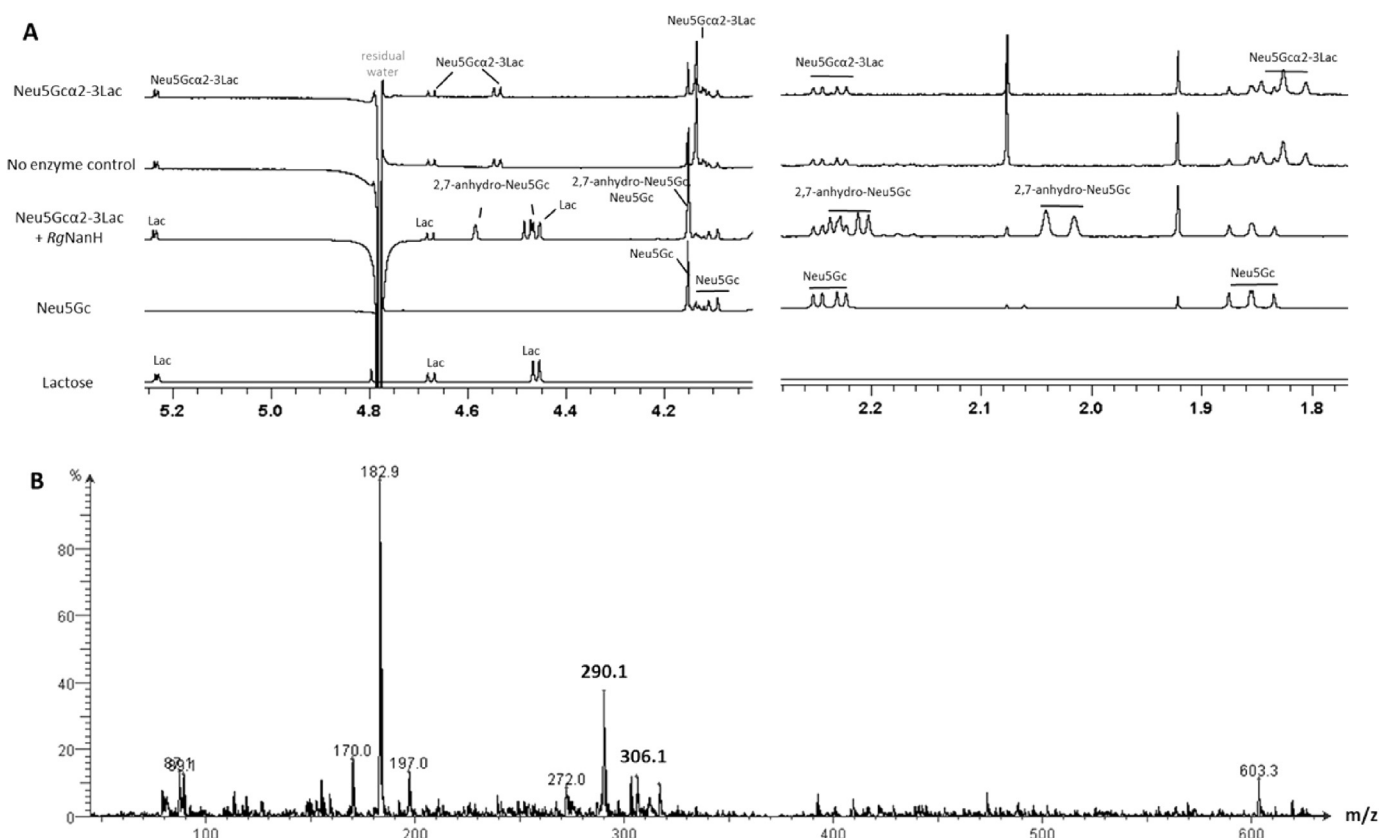 A
Neu5Gcα2-3Lac
Neu5Gcα2-3Lac
residual
water
Neu5Gcα2-3Lac
Neu5Gcα2-3Lac
Neu5Gcα2-3Lac
Neu5Gcα2-3Lac
Neu5Gcα2-3Lac
No enzyme control
2,7-anhydro-Neu5Gc
2,7-anhydro-Neu5Gc
Neu5Gc
2,7-anhydro-Neu5Gc
2,7-anhydro-Neu5Gc
Neu5Gcα2-3Lac
+ RgNanH
Lac
Lac
Lac
Neu5Gc
Neu5Gc
Neu5Gc
Neu5Gc
Neu5Gc
Lactose
Lac
Lac
Lac
5.2 5.0 4.8 4.6 4.4 4.2 2.2 2.1 2.0 1.9 1.8
B
%
182.9
80
60
40
290.1
20
170.0
197.0
306.1
272.0
603.3
0
100 200 300 400 500 600 m/z